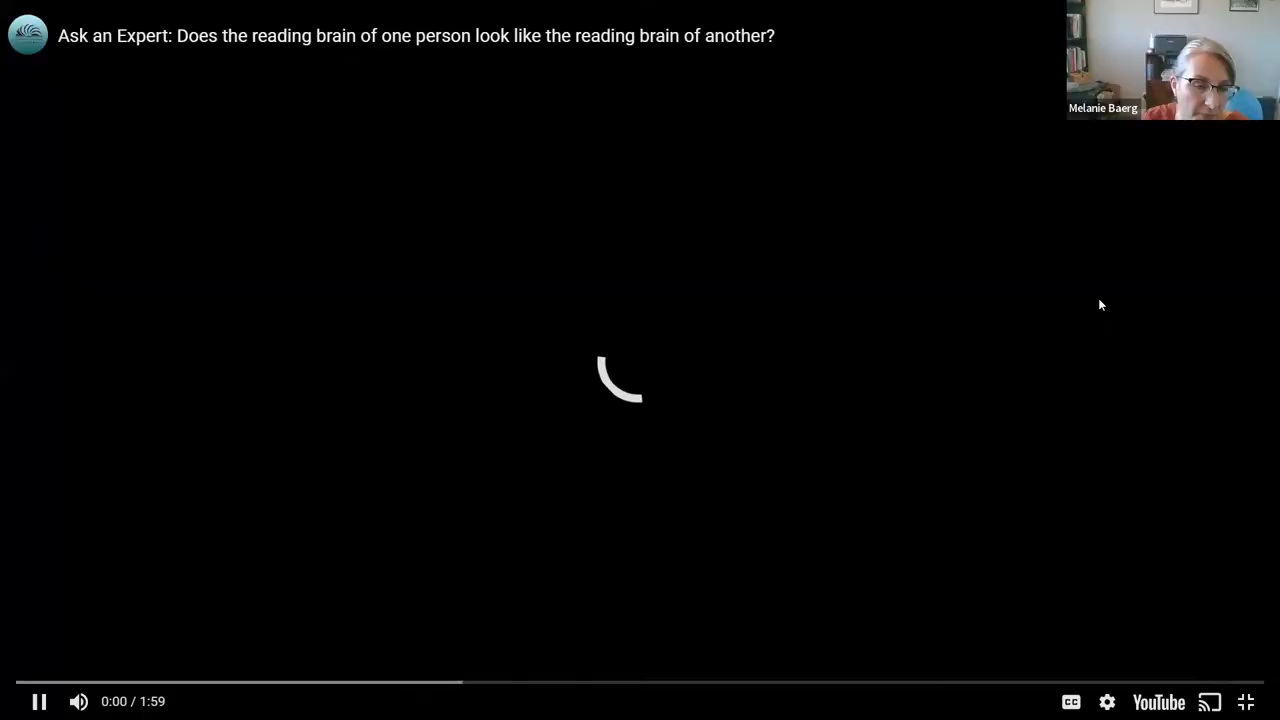 Ask an Expert: Does the reading brain of one person look like the reading brain of another?
Melanie Baerg
0:00 / 1:59
CC
YouTube